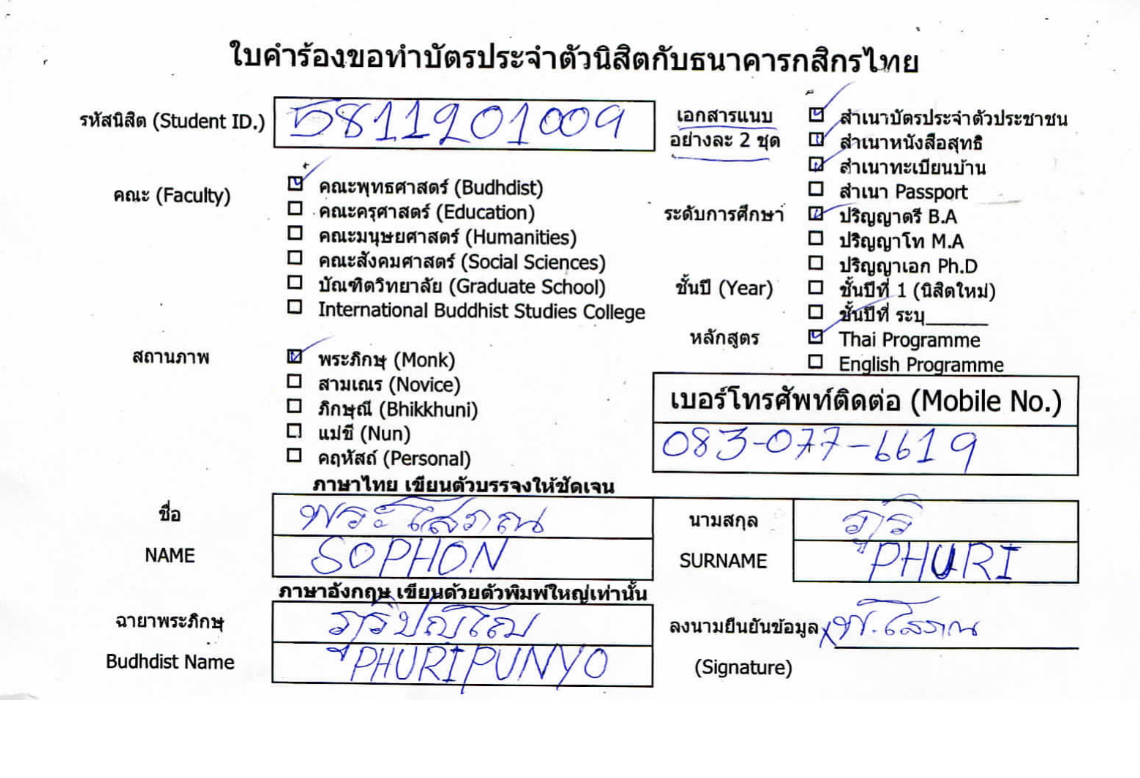 ใบคำร้องขอทำบัตรประจำตัวนิสิตกับธนาคารกสิกรไทย
รหัสนิสิต (Student ID.) 5811201009
คณะ (Faculty)
คณะพุทธศาสตร์ (Budhdist)
คณะครุศาสตร์ (Education)
คณะมนุษยศาสตร์ (Humanities)
คณะสังคมศาสตร์ (Social Sciences)
บัณฑิตวิทยาลัย (Graduate School)
International Buddhist Studies College
สถานภาพ
พระภิกษุ (Monk)
สามเณร (Novice)
ภิกษุณี (Bhikkhuni)
แม่ชี (Nun)
คฤหัสถ์ (Personal)
เอกสารแนบ
อย่างละ 2 ชุด
สำเนาบัตรประจำตัวประชาชน
สำเนาหนังสือสุทธิ
สำเนาทะเบียนบ้าน
สำเนา Passport
ระดับการศึกษา
ปริญญาตรี B.A
ปริญญาโท M.A
ปริญญาเอก Ph.D
ชั้นปี (Year)
ชั้นปีที่ 1 (นิสิตใหม่)
ชั้นปีที่ ระบุ______
หลักสูตร
Thai Programme
English Programme
เบอร์โทรศัพท์ติดต่อ (Mobile No.)
083-077-6619
ภาษาไทย เขียนตัวบรรจงให้ชัดเจน
ชื่อ พระโสภณ นามสกุล ภูริ
NAME SOPHON SURNAME PHURI
ภาษาอังกฤษ เขียนด้วยตัวพิมพ์ใหญ่เท่านั้น
ฉายาพระภิกษุ ภูริปุญฺโญ ลงนามยืนยันข้อมูล พ.โสภณ
Budhdist Name PHURIPUNYO (Signature)